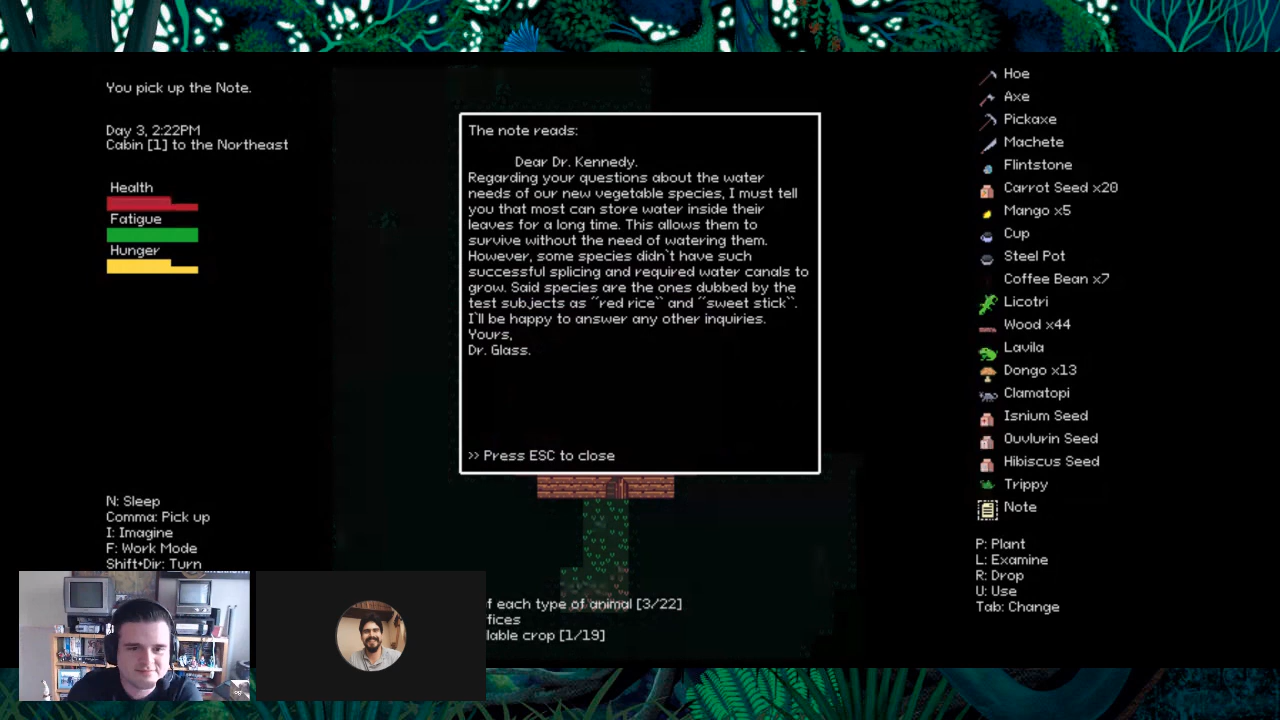 You pick up the Note.
Day 3, 2:22PM
Cabin [1] to the Northeast
Health
Fatigue
Hunger
N: Sleep
Comma: Pick up
I: Imagine
F: Work Mode
Shift+Dir: Turn
The note reads:
Dear Dr. Kennedy.
Regarding your questions about the water
needs of our new vegetable species, I must tell
you that most can store water inside their
leaves for a long time. This allows them to
survive without the need of watering them.
However, some species didn`t have such
successful splicing and required water canals to
grow. Said species are the ones dubbed by the
test subjects as ``red rice`` and ``sweet stick``.
I`ll be happy to answer any other inquiries.
Yours,
Dr. Glass.
>> Press ESC to close
f each type of animal [3/22]
fices
lable crop [1/19]
Hoe
Axe
Pickaxe
Machete
Flintstone
Carrot Seed x20
Mango x5
Cup
Steel Pot
Coffee Bean x7
Licotri
Wood x44
Lavila
Dongo x13
Clamatopi
Isnium Seed
Ouvlurin Seed
Hibiscus Seed
Trippy
Note
P: Plant
L: Examine
R: Drop
U: Use
Tab: Change